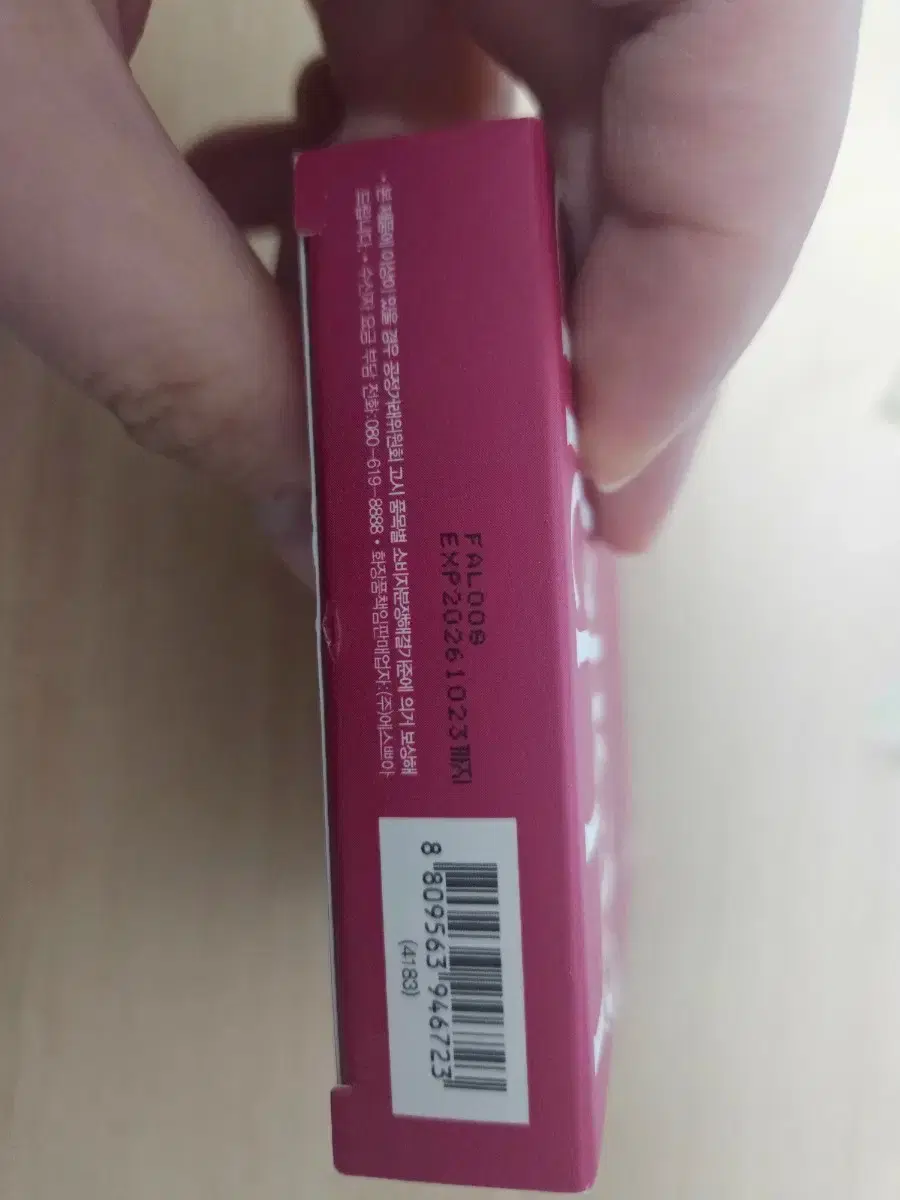 • 본 제품에 이상이 있을 경우 공정거래위원회 고시 품목별 소비자분쟁해결기준에 의거 보상해
드립니다. • 수신자 요금 부담 전화:080-619-8888 • 화장품책임판매업자:(주)에스쁘아
FAL008
EXP20261023까지
8 809563 946723
(4183)